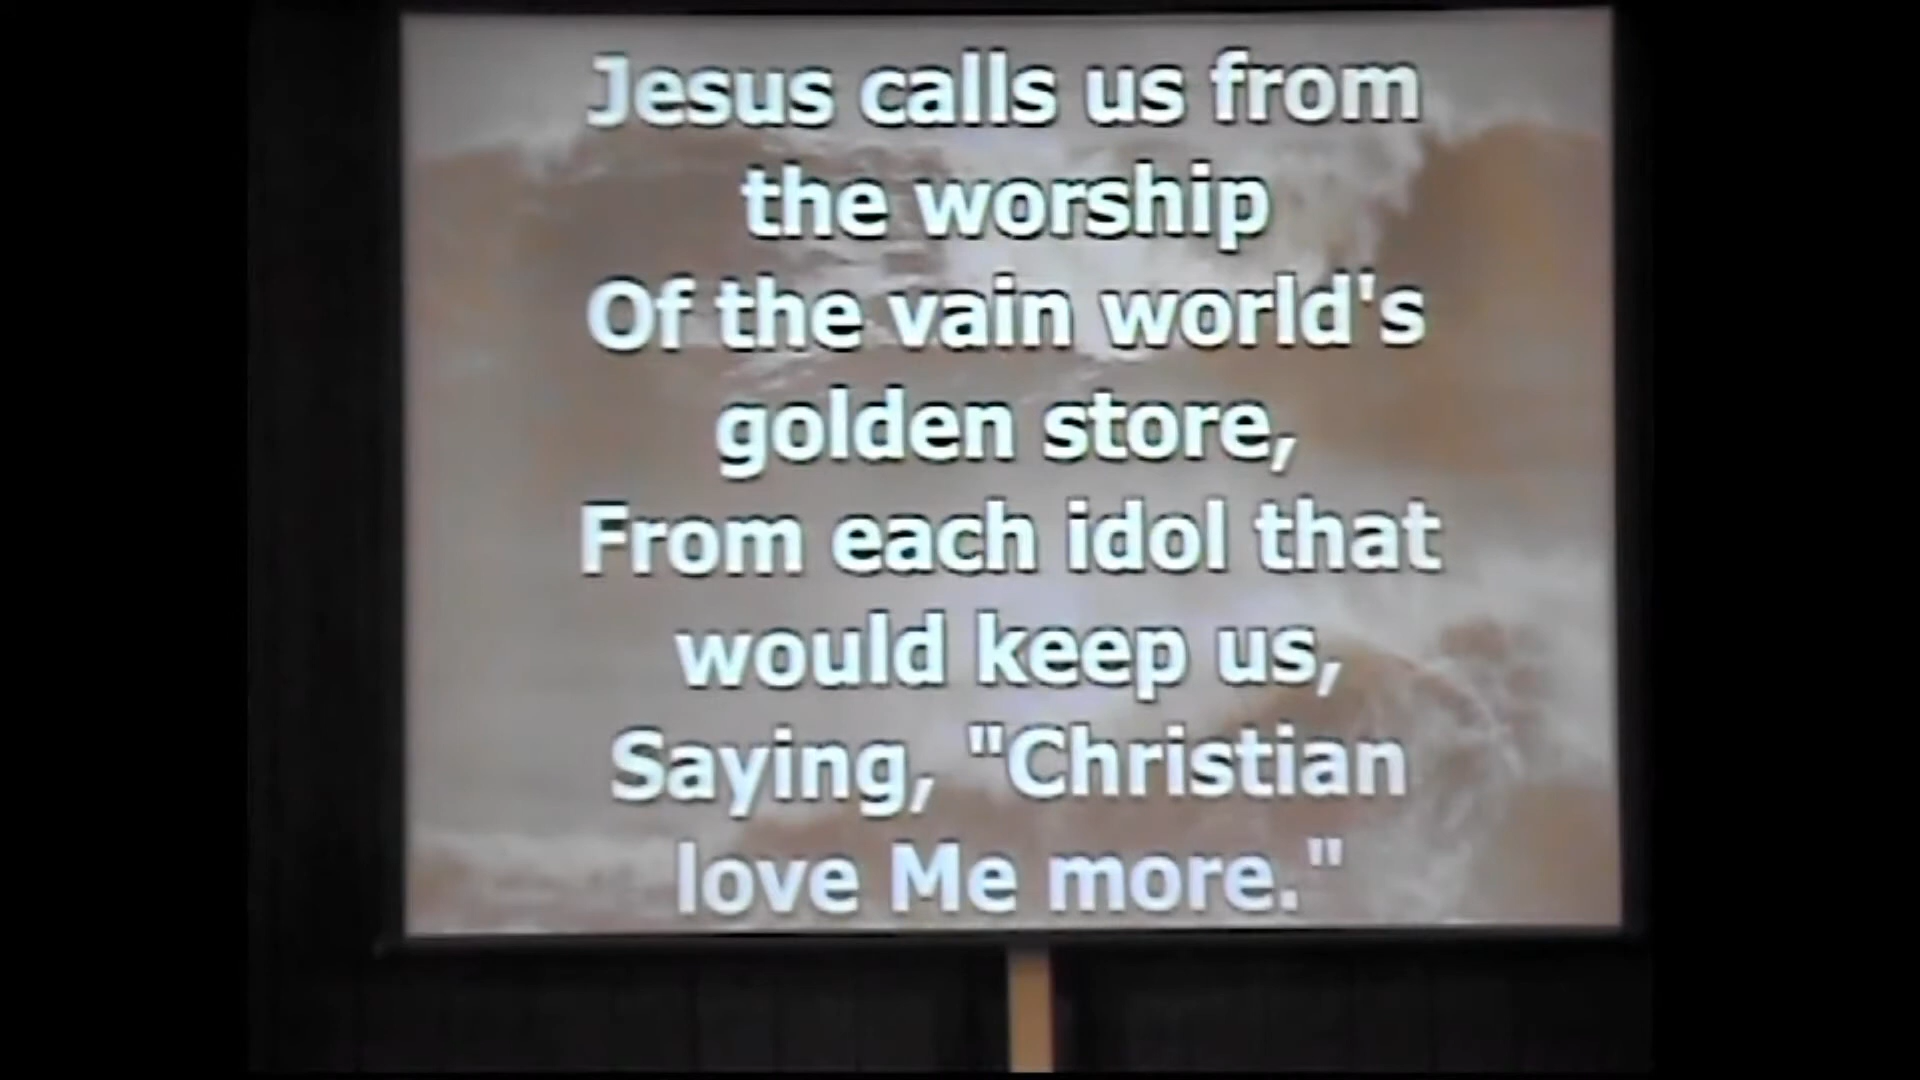 Jesus calls us from
the worship
Of the vain world's
golden store,
From each idol that
would keep us,
Saying, "Christian
love Me more."